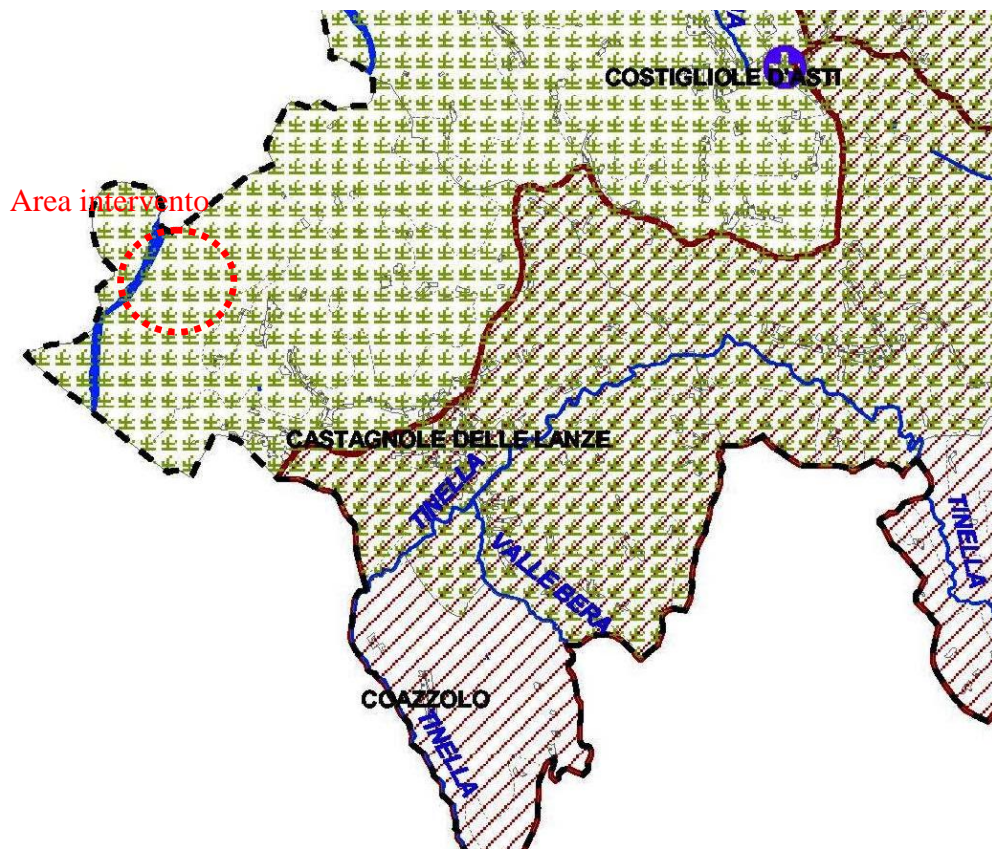 COSTIGLIOLE D'ASTI
Area intervento
CASTAGNOLE DELLE LANZE
TINELLA
VALLE BERA
TINELLA
COAZZOLO
TINELLA